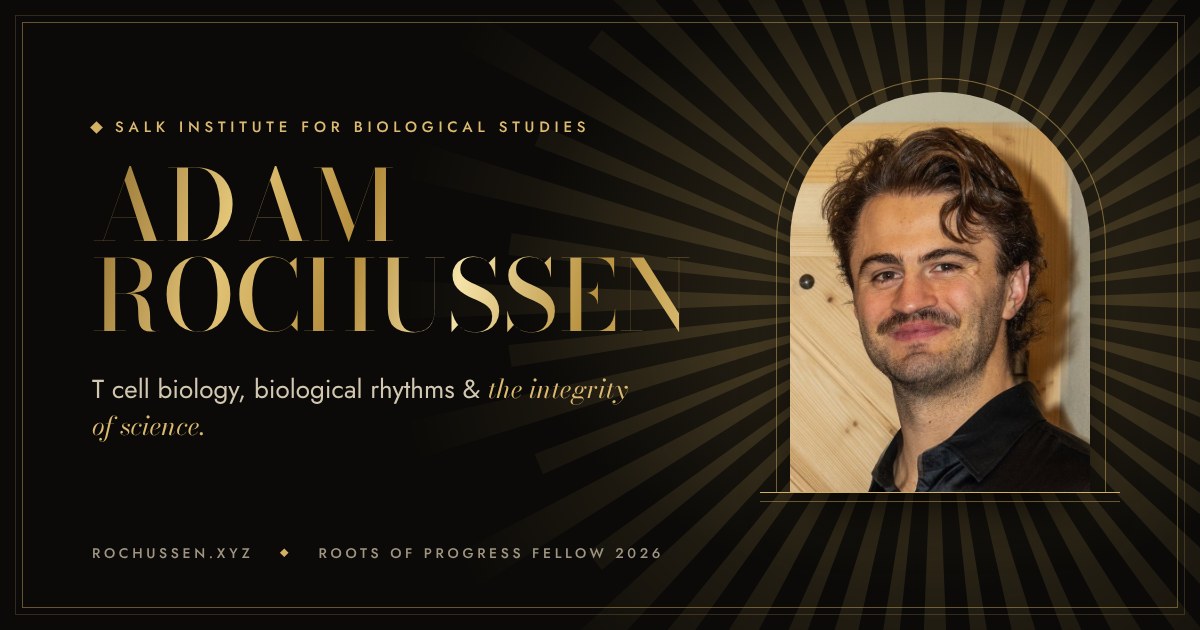 SALK INSTITUTE FOR BIOLOGICAL STUDIES
ADAM
ROCHUSSEN
T cell biology, biological rhythms & the integrity
of science.
ROCHUSSEN.XYZ ◆ ROOTS OF PROGRESS FELLOW 2026